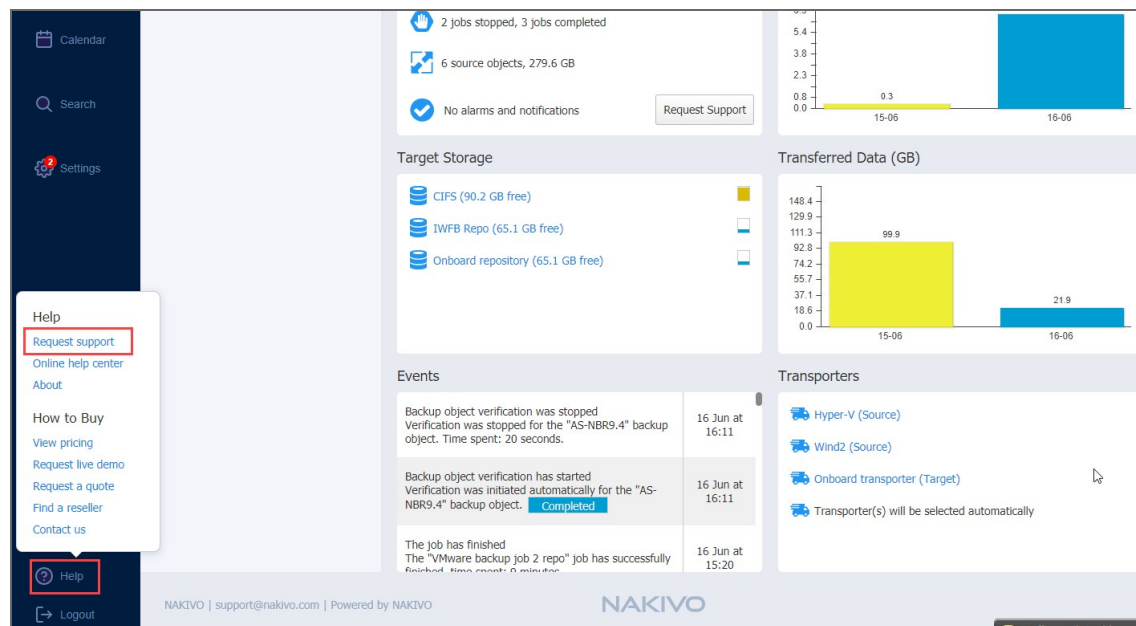 Calendar
Search
2
Settings
Help
Request support
Online help center
About
How to Buy
View pricing
Request live demo
Request a quote
Find a reseller
Contact us
Help
Logout
2 jobs stopped, 3 jobs completed
6 source objects, 279.6 GB
No alarms and notifications
Request Support
5.4
3.8
2.3
0.8
0.0
0.3
15-06
16-06
Target Storage
CIFS (90.2 GB free)
IWFB Repo (65.1 GB free)
Onboard repository (65.1 GB free)
Transferred Data (GB)
148.4
129.9
111.3
92.8
74.2
55.7
37.1
18.6
0.0
99.9
21.9
15-06
16-06
Events
Backup object verification was stopped
Verification was stopped for the "AS-NBR9.4" backup
object. Time spent: 20 seconds.
16 Jun at
16:11
Backup object verification has started
Verification was initiated automatically for the "AS-
NBR9.4" backup object. Completed
16 Jun at
16:11
The job has finished
The "VMware backup job 2 repo" job has successfully
finished, time spent: 9 minutes
16 Jun at
15:20
Transporters
Hyper-V (Source)
Wind2 (Source)
Onboard transporter (Target)
Transporter(s) will be selected automatically
NAKIVO | support@nakivo.com | Powered by NAKIVO
NAKIVO